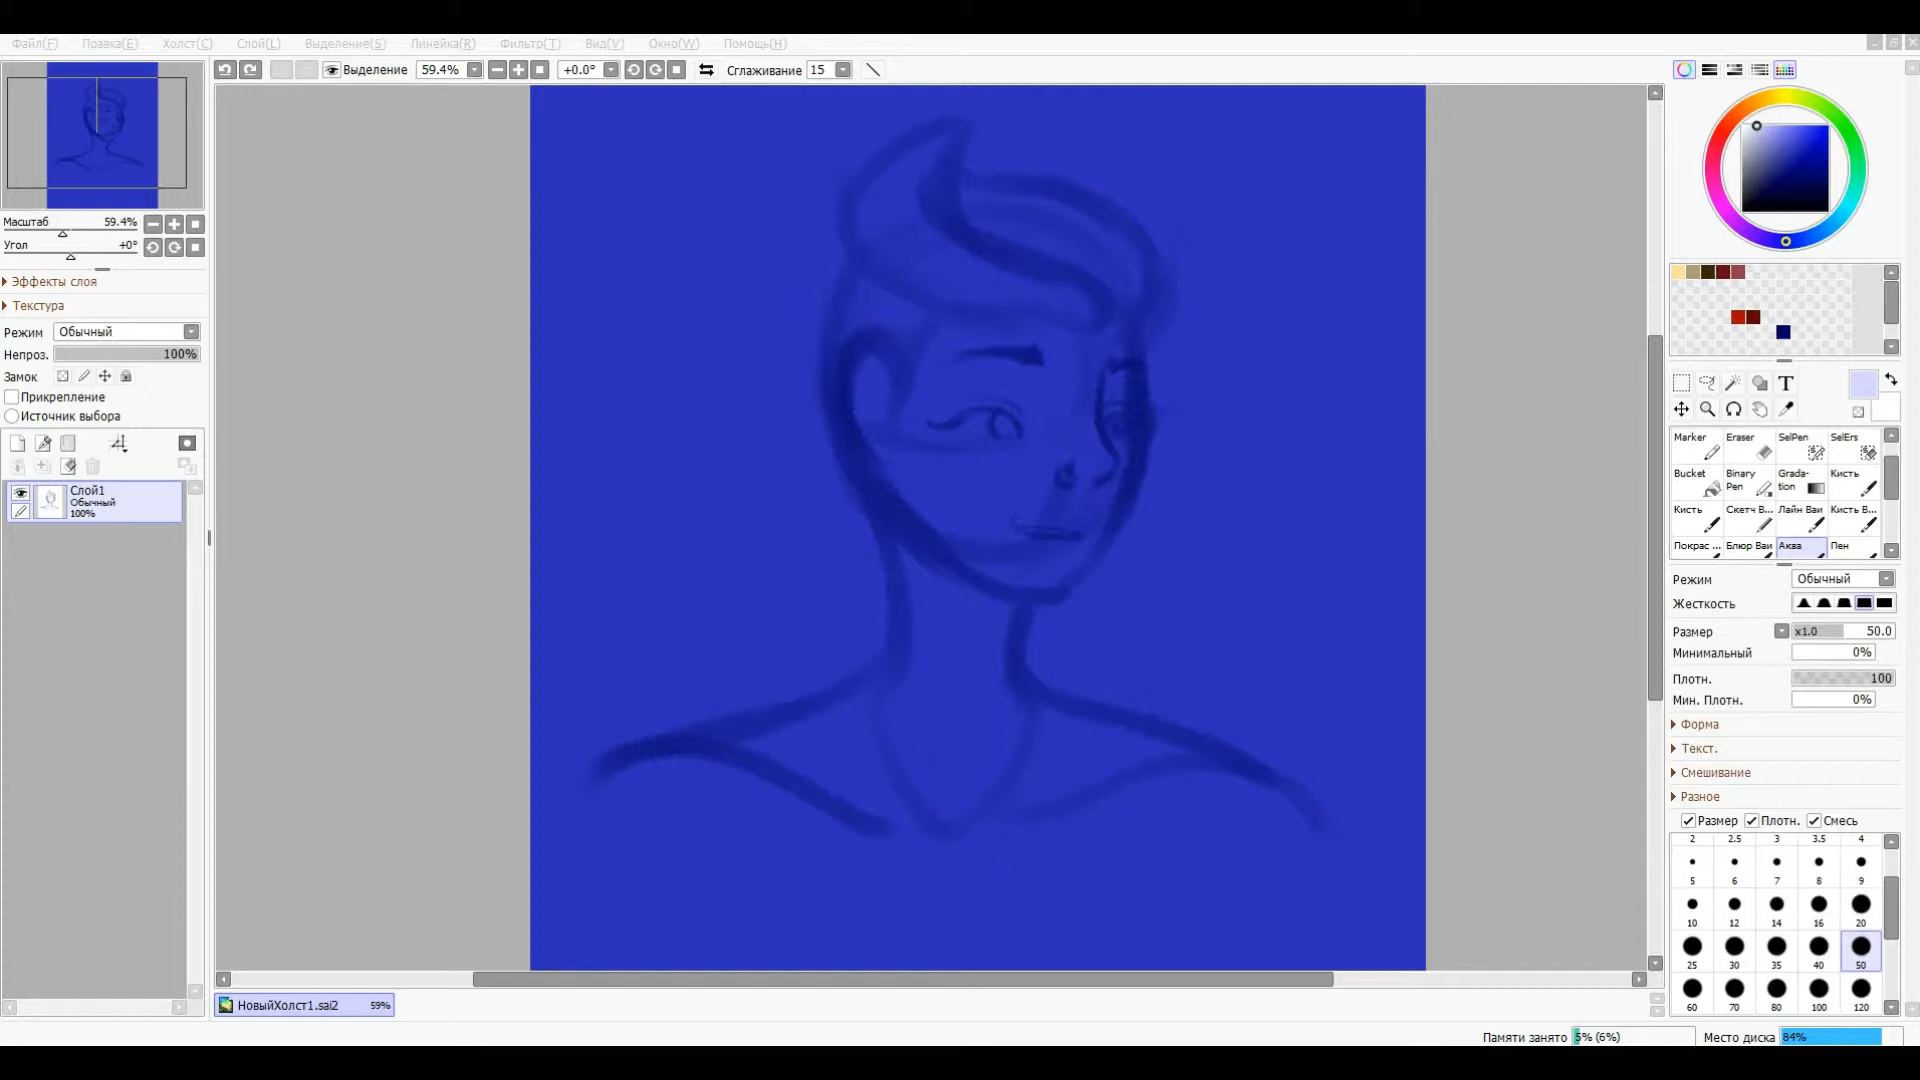 Файл(F) Поавка(E) Холст(C) Слой(L) Выделение(S) Линейка(R) Фильтр(T) Вид(V) Окно(W) Помощь(H)
Выделение 59.4% +0.0° Сглаживание 15
Масштаб 59.4%
Угол +0°
Эффекты слоя
Текстура
Режим Обычный
Непроз. 100%
Замок
Прикрепление
Источник выбора
Слой1
Обычный
100%
НовыйХолст1.sai2 59%
Marker Eraser SelPen SelErs
Bucket Binary Pen Grada-tion Кисть
Кисть Скетч В... Лайн Ваи Кисть В...
Покрас ... Блюр Ваи Аква Пен
Режим Обычный
Жесткость
Размер x1.0 50.0
Минимальный 0%
Плотн. 100
Мин. Плотн. 0%
Форма
Текст.
Смешивание
Разное
Размер Плотн. Смесь
2 2.5 3 3.5 4
5 6 7 8 9
10 12 14 16 20
25 30 35 40 50
60 70 80 100 120
Памяти занято 5% (6%) Место диска 84%